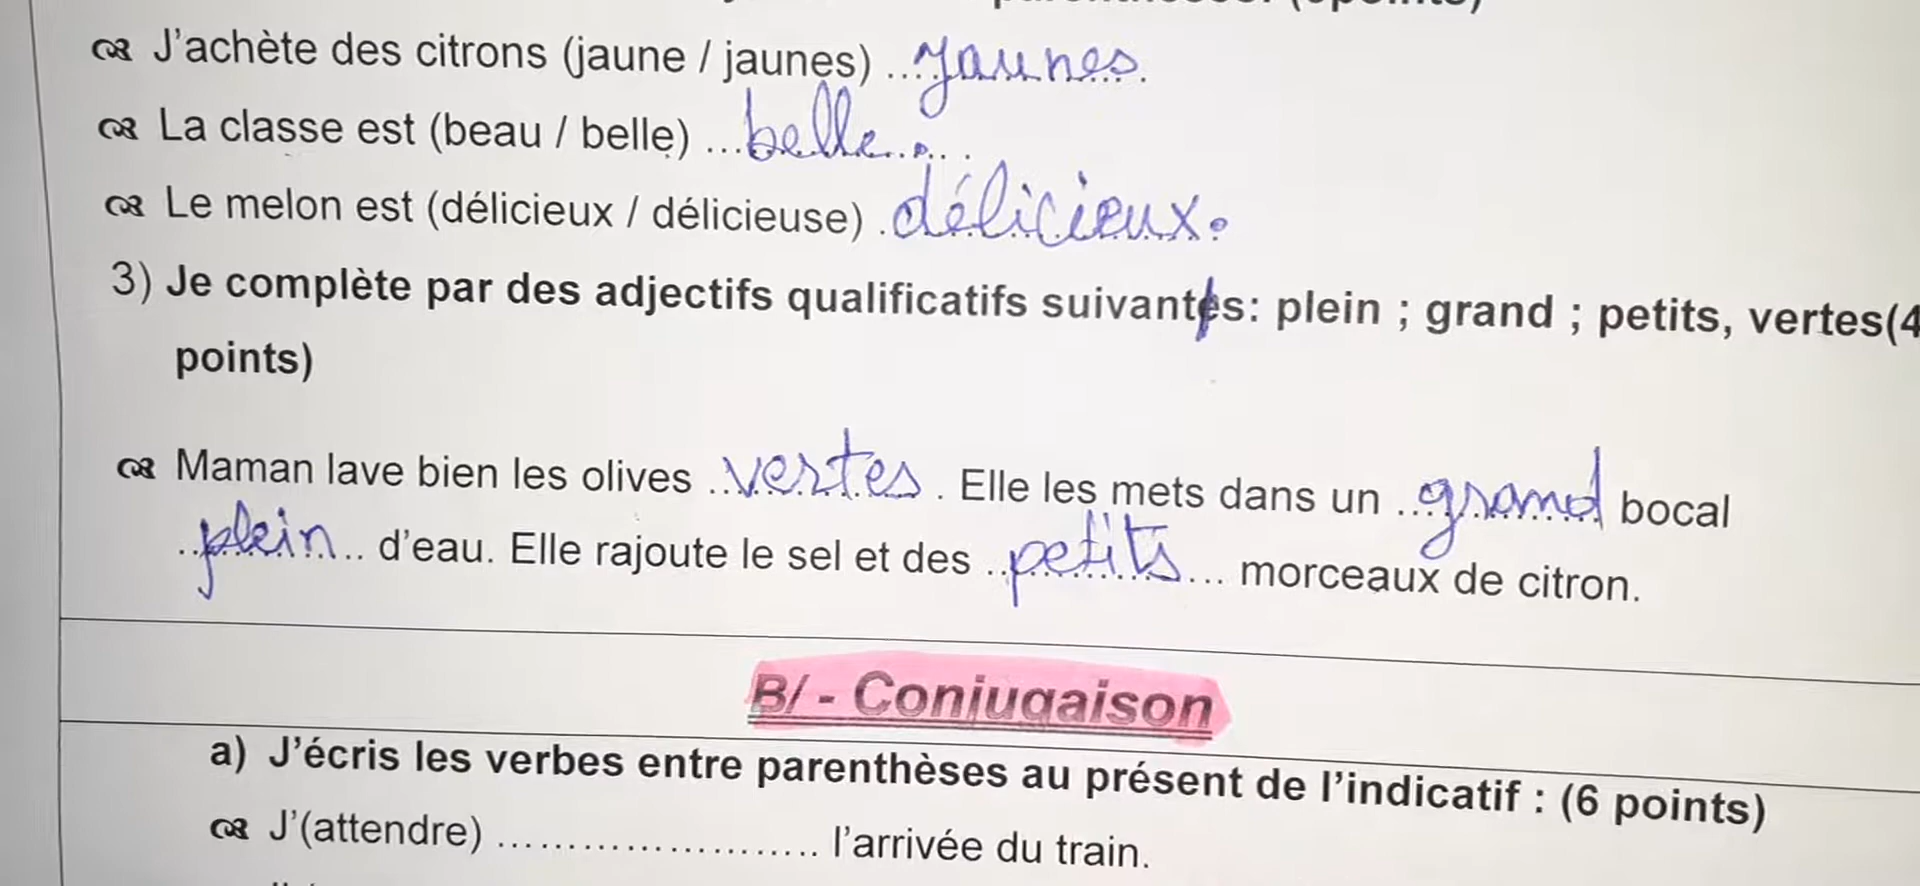 J'achète des citrons (jaune / jaunes) ...jaunes.
La classe est (beau / belle) ...belle....
Le melon est (délicieux / délicieuse) .délicieux.
3) Je complète par des adjectifs qualificatifs suivants: plein ; grand ; petits, vertes(4
points)
Maman lave bien les olives ..vertes. Elle les mets dans un ..grand bocal
..plein.. d'eau. Elle rajoute le sel et des ..petits... morceaux de citron.
B/ - Conjugaison
a) J'écris les verbes entre parenthèses au présent de l'indicatif : (6 points)
J'(attendre) ........................ l'arrivée du train.